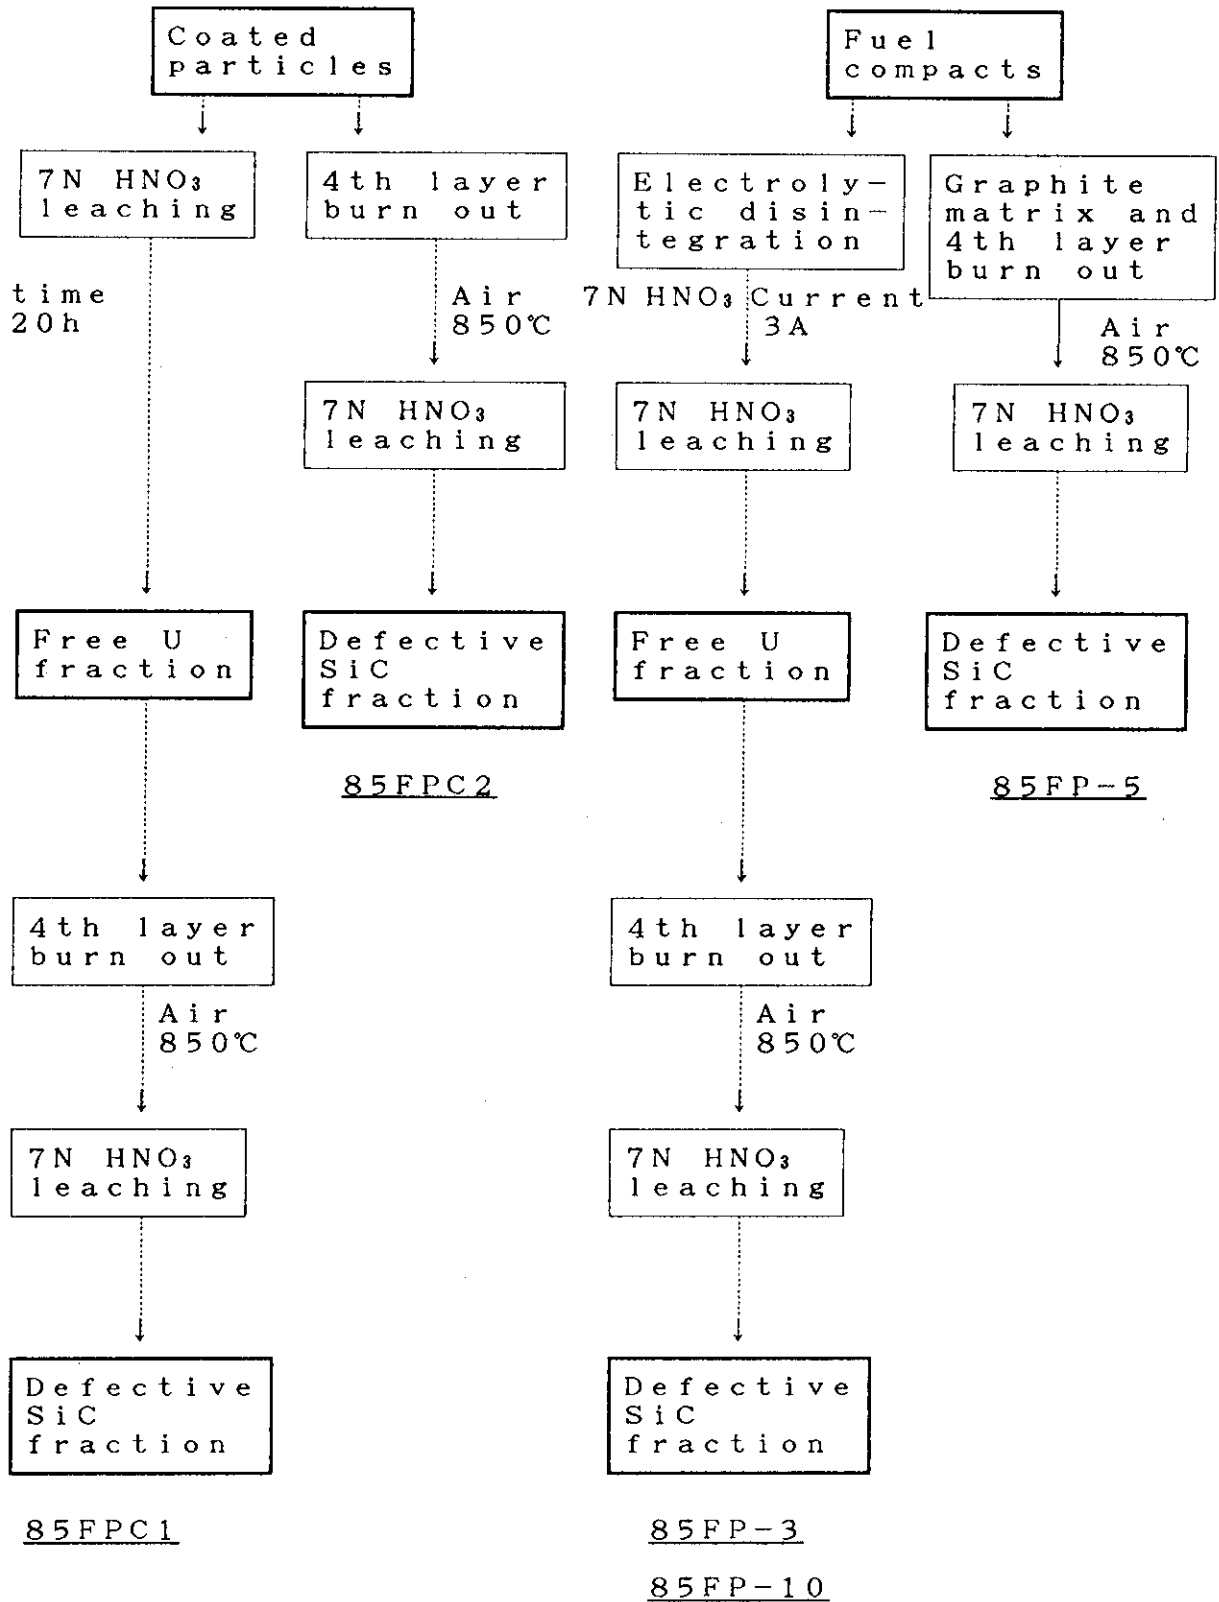 Coated
particles
7N HNO₃
leaching
time
20h
Free U
fraction
4th layer
burn out
Air
850℃
7N HNO₃
leaching
Defective
SiC
fraction
85FPC1
4th layer
burn out
Air
850℃
7N HNO₃
leaching
Defective
SiC
fraction
85FPC2
Fuel
compacts
Electroly-
tic disin-
tegration
7N HNO₃ Current
3A
7N HNO₃
leaching
Free U
fraction
4th layer
burn out
Air
850℃
7N HNO₃
leaching
Defective
SiC
fraction
85FP-3
85FP-10
Graphite
matrix and
4th layer
burn out
Air
850℃
7N HNO₃
leaching
Defective
SiC
fraction
85FP-5